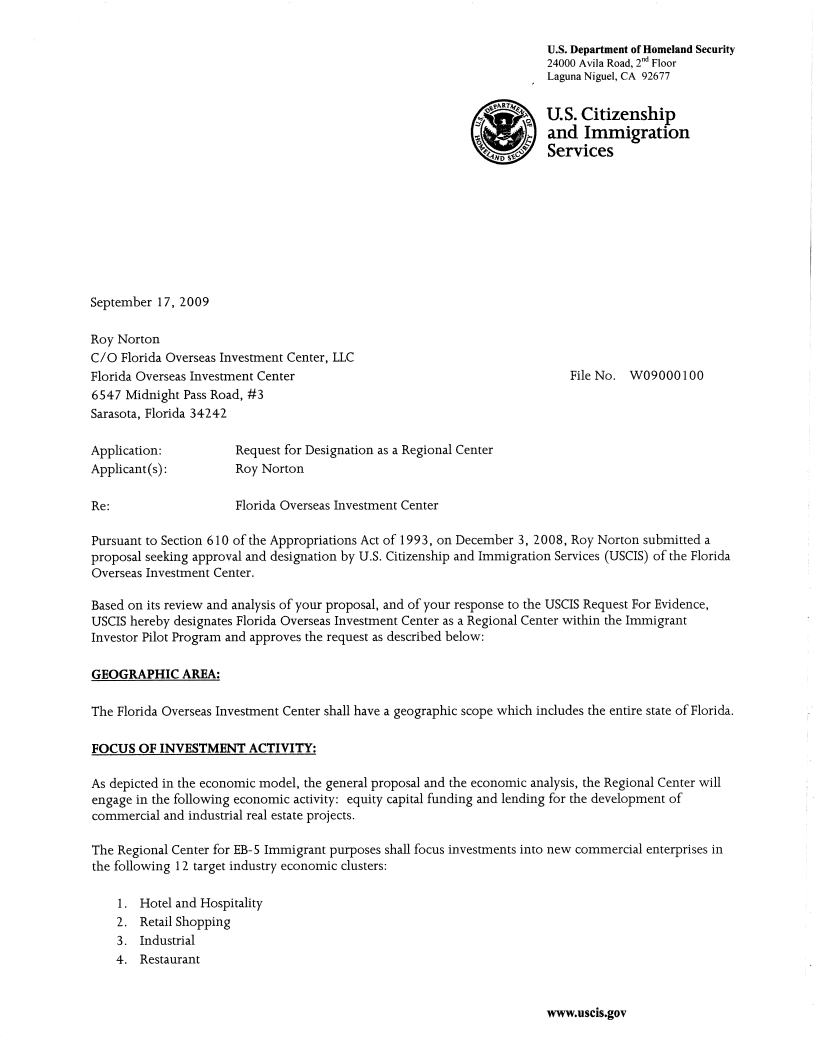 U.S. Department of Homeland Security
24000 Avila Road, 2nd Floor
Laguna Niguel, CA 92677
U.S. DEPARTMENT OF HOMELAND SECURITY
U.S. Citizenship
and Immigration
Services
September 17, 2009
Roy Norton
C/O Florida Overseas Investment Center, LLC
Florida Overseas Investment Center
File No. W09000100
6547 Midnight Pass Road, #3
Sarasota, Florida 34242
Application: Request for Designation as a Regional Center
Applicant(s): Roy Norton
Re: Florida Overseas Investment Center
Pursuant to Section 610 of the Appropriations Act of 1993, on December 3, 2008, Roy Norton submitted a
proposal seeking approval and designation by U.S. Citizenship and Immigration Services (USCIS) of the Florida
Overseas Investment Center.
Based on its review and analysis of your proposal, and of your response to the USCIS Request For Evidence,
USCIS hereby designates Florida Overseas Investment Center as a Regional Center within the Immigrant
Investor Pilot Program and approves the request as described below:
GEOGRAPHIC AREA:
The Florida Overseas Investment Center shall have a geographic scope which includes the entire state of Florida.
FOCUS OF INVESTMENT ACTIVITY:
As depicted in the economic model, the general proposal and the economic analysis, the Regional Center will
engage in the following economic activity: equity capital funding and lending for the development of
commercial and industrial real estate projects.
The Regional Center for EB-5 Immigrant purposes shall focus investments into new commercial enterprises in
the following 12 target industry economic clusters:
1. Hotel and Hospitality
2. Retail Shopping
3. Industrial
4. Restaurant
www.uscis.gov